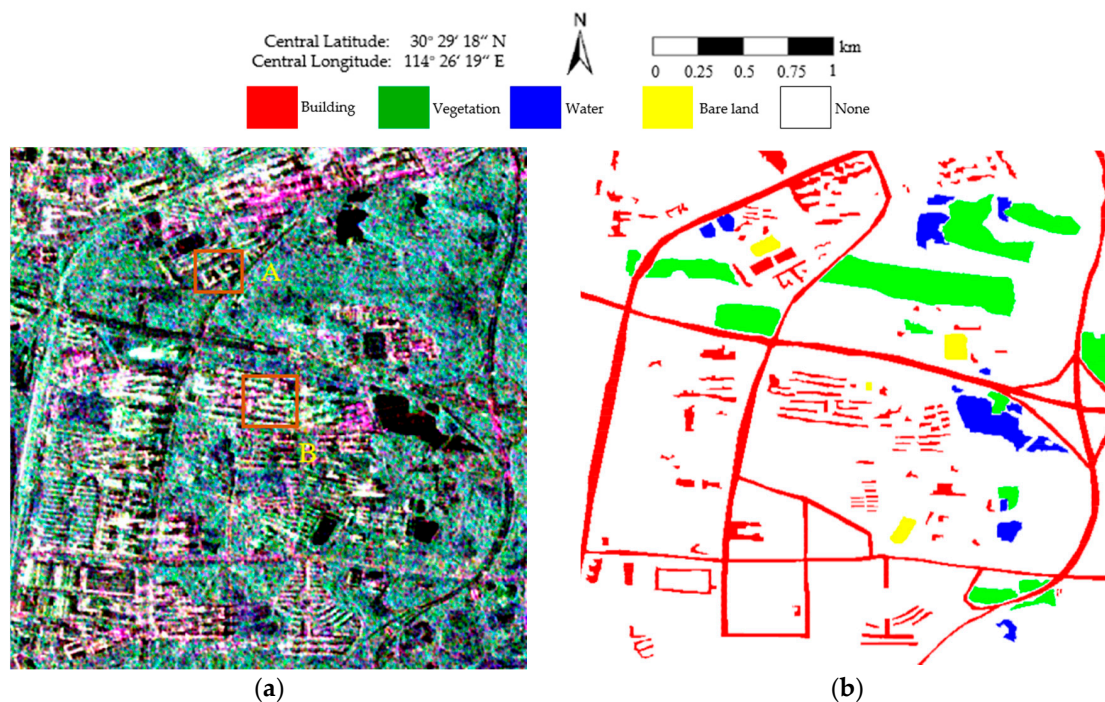 N
Central Latitude: 30° 29' 18" N
Central Longitude: 114° 26' 19" E
km
0 0.25 0.5 0.75 1
Building Vegetation Water Bare land None
A
B
(a) (b)